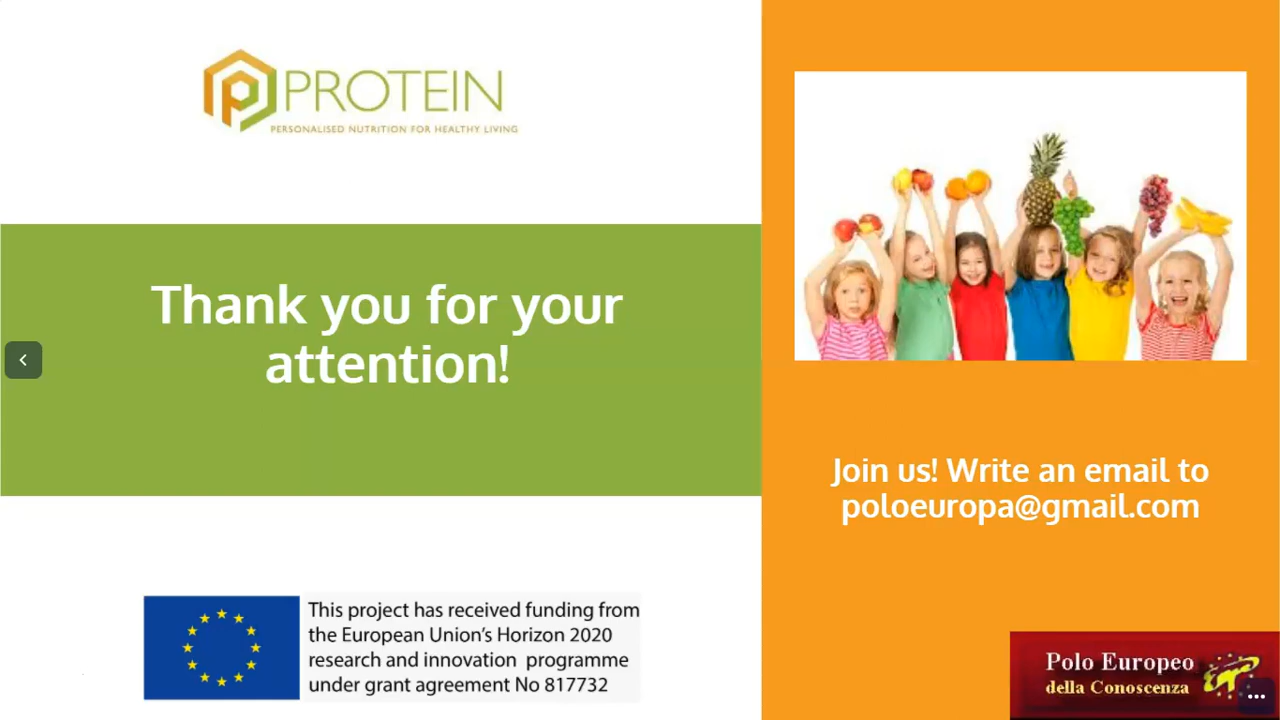 PROTEIN
PERSONALISED NUTRITION FOR HEALTHY LIVING
Thank you for your
attention!
Join us! Write an email to
poloeuropa@gmail.com
This project has received funding from
the European Union's Horizon 2020
research and innovation programme
under grant agreement No 817732
Polo Europeo
della Conoscenza